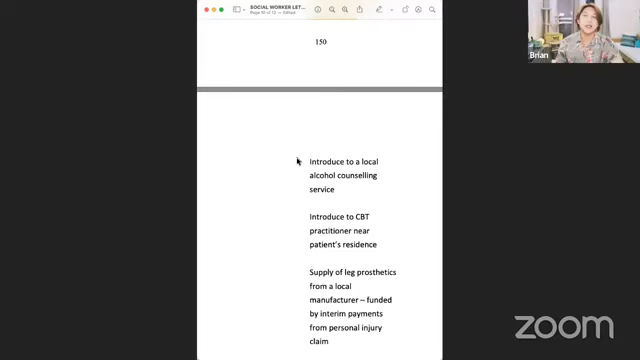 SOCIAL WORKER LET...
Page 10 of 12 — Edited
150
Brian
Introduce to a local
alcohol counselling
service
Introduce to CBT
practitioner near
patient's residence
Supply of leg prosthetics
from a local
manufacturer – funded
by interim payments
from personal injury
claim
zoom